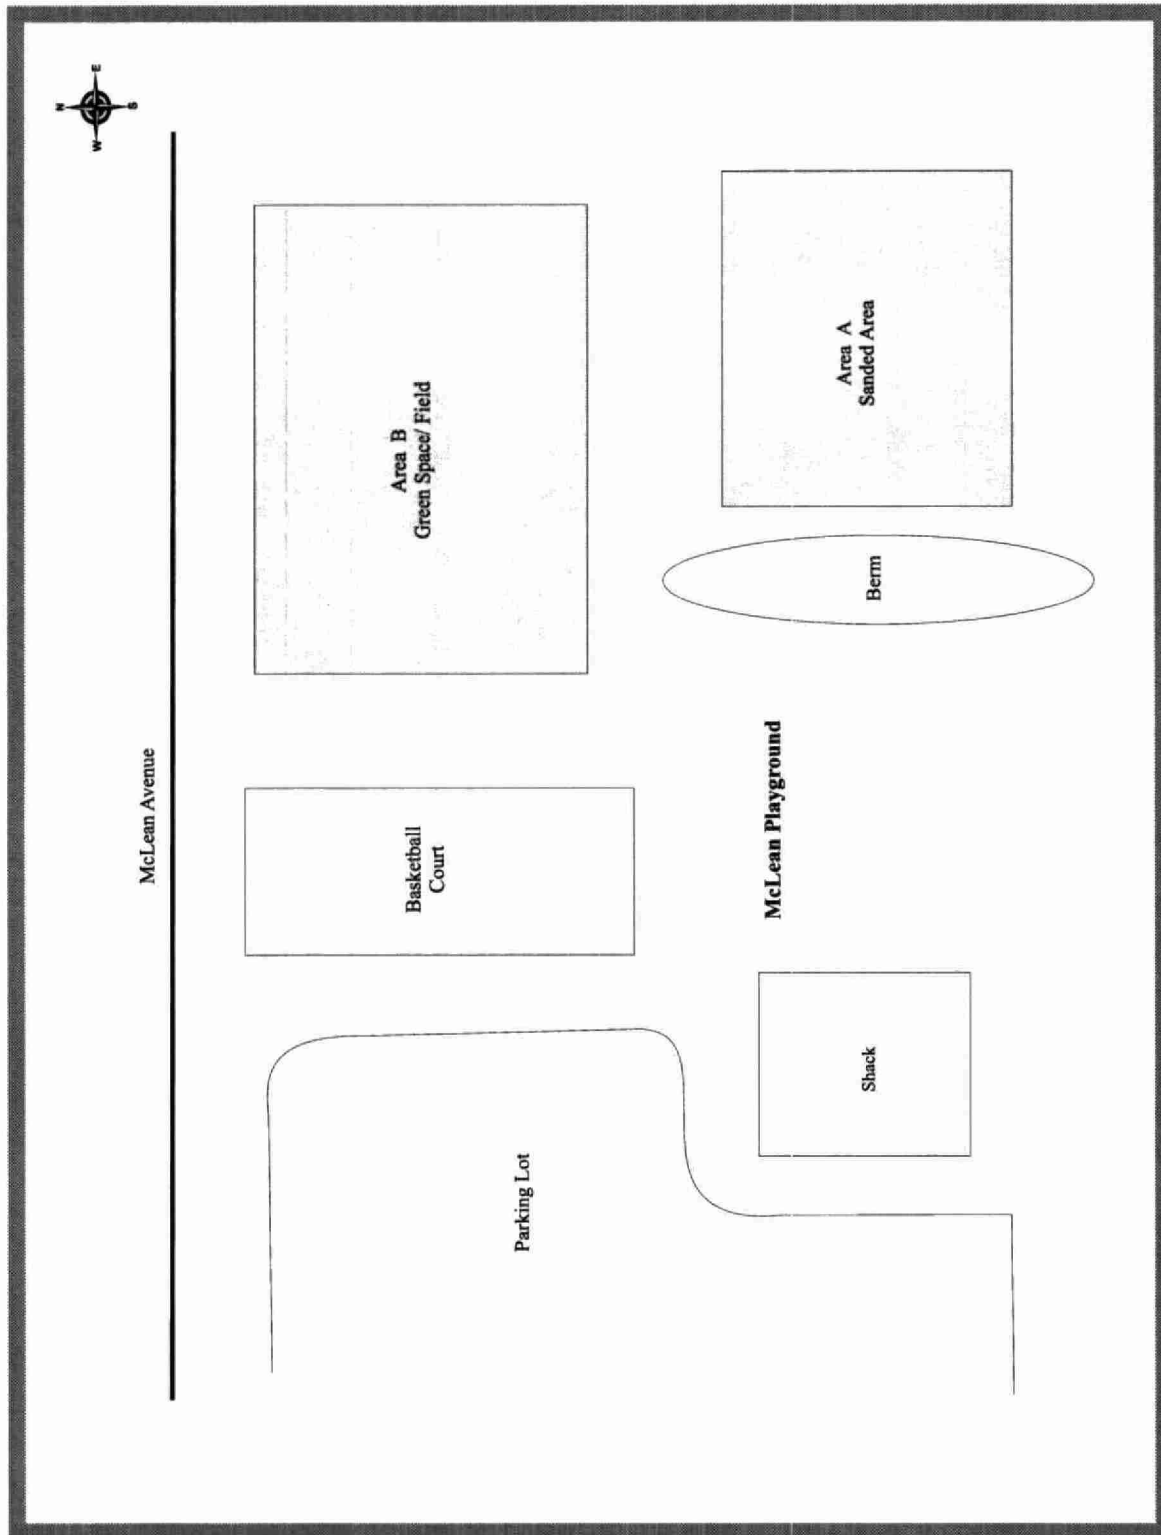 N
E
S
W
McLean Avenue
Area B
Green Space/ Field
Area A
Sanded Area
Berm
Basketball
Court
McLean Playground
Shack
Parking Lot